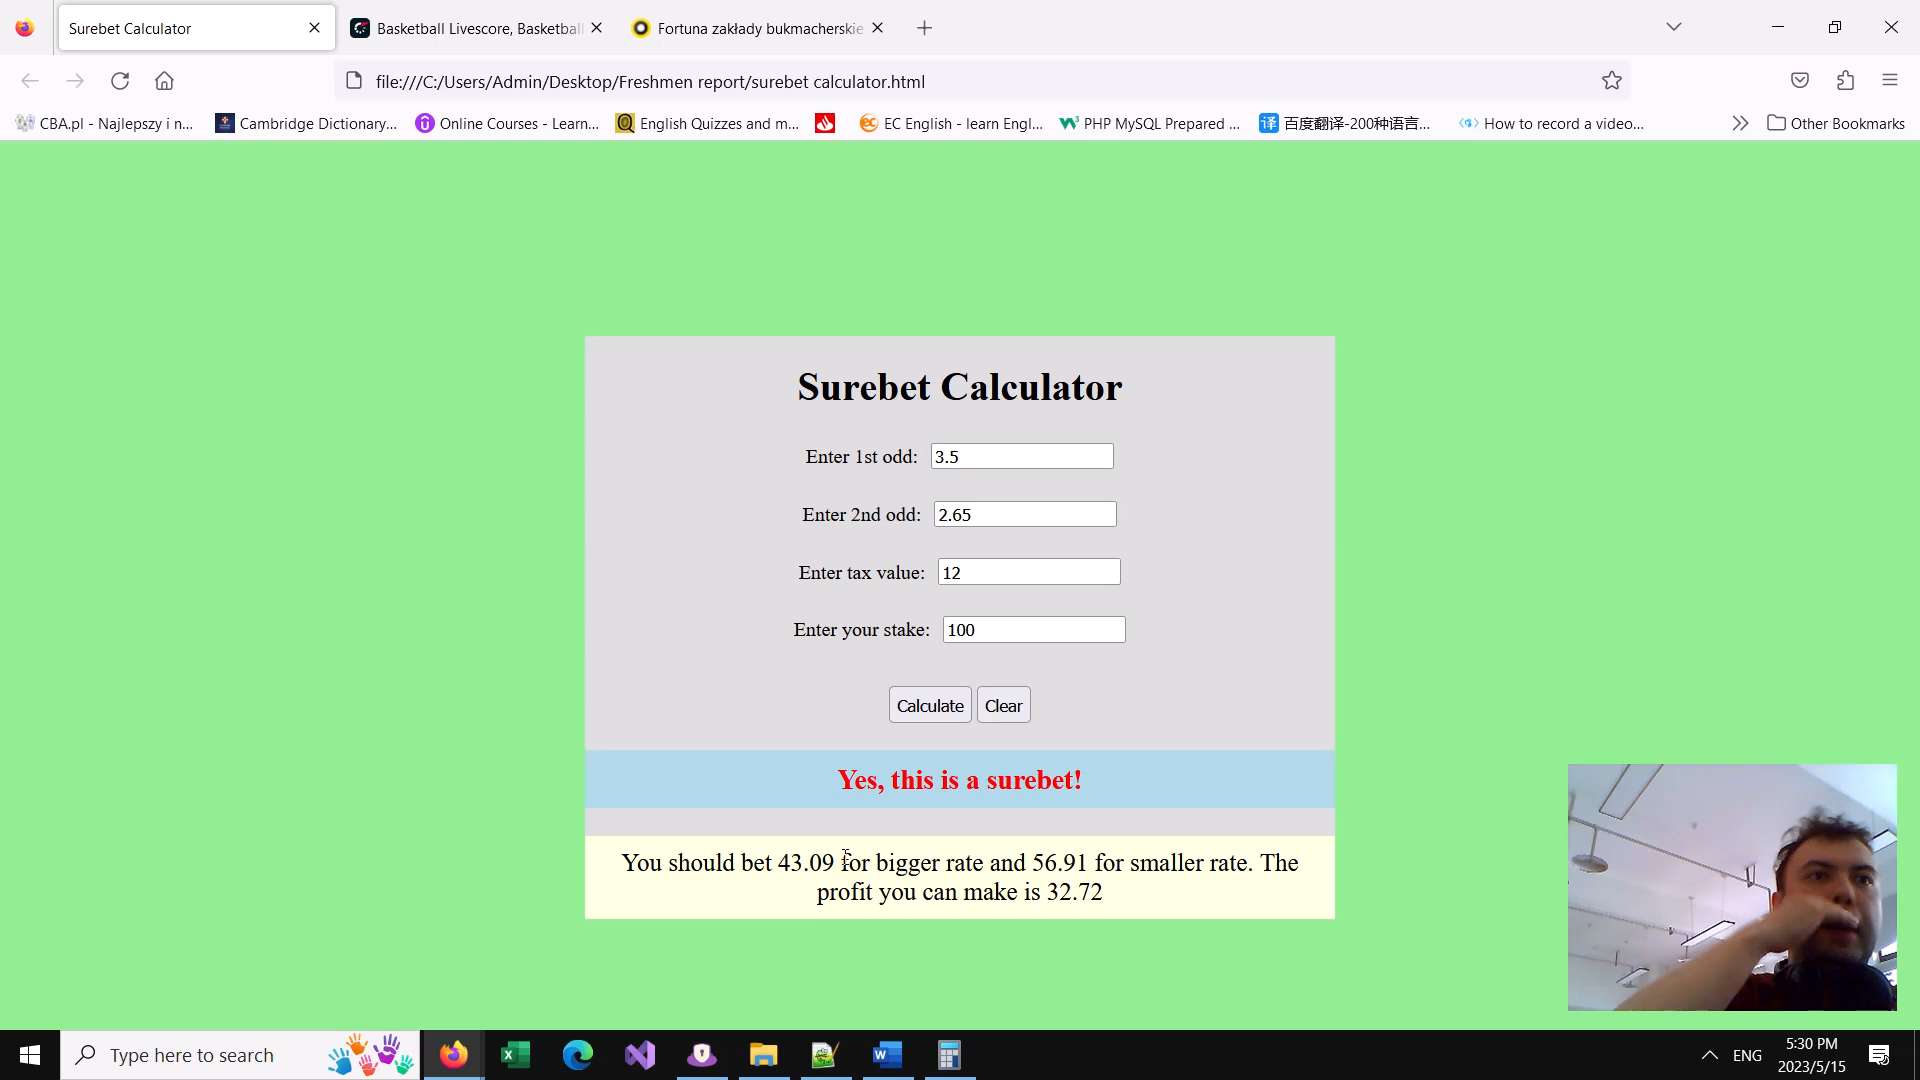 Surebet Calculator
Basketball Livescore, Basketball
Fortuna zakłady bukmacherskie
file:///C:/Users/Admin/Desktop/Freshmen report/surebet calculator.html
CBA.pl - Najlepszy i n...
Cambridge Dictionary...
Online Courses - Learn...
English Quizzes and m...
EC English - learn Engl...
PHP MySQL Prepared ...
百度翻译-200种语言...
How to record a video...
Other Bookmarks
Surebet Calculator
Enter 1st odd: 3.5
Enter 2nd odd: 2.65
Enter tax value: 12
Enter your stake: 100
Calculate Clear
Yes, this is a surebet!
You should bet 43.09 for bigger rate and 56.91 for smaller rate. The
profit you can make is 32.72
Type here to search
ENG
5:30 PM
2023/5/15